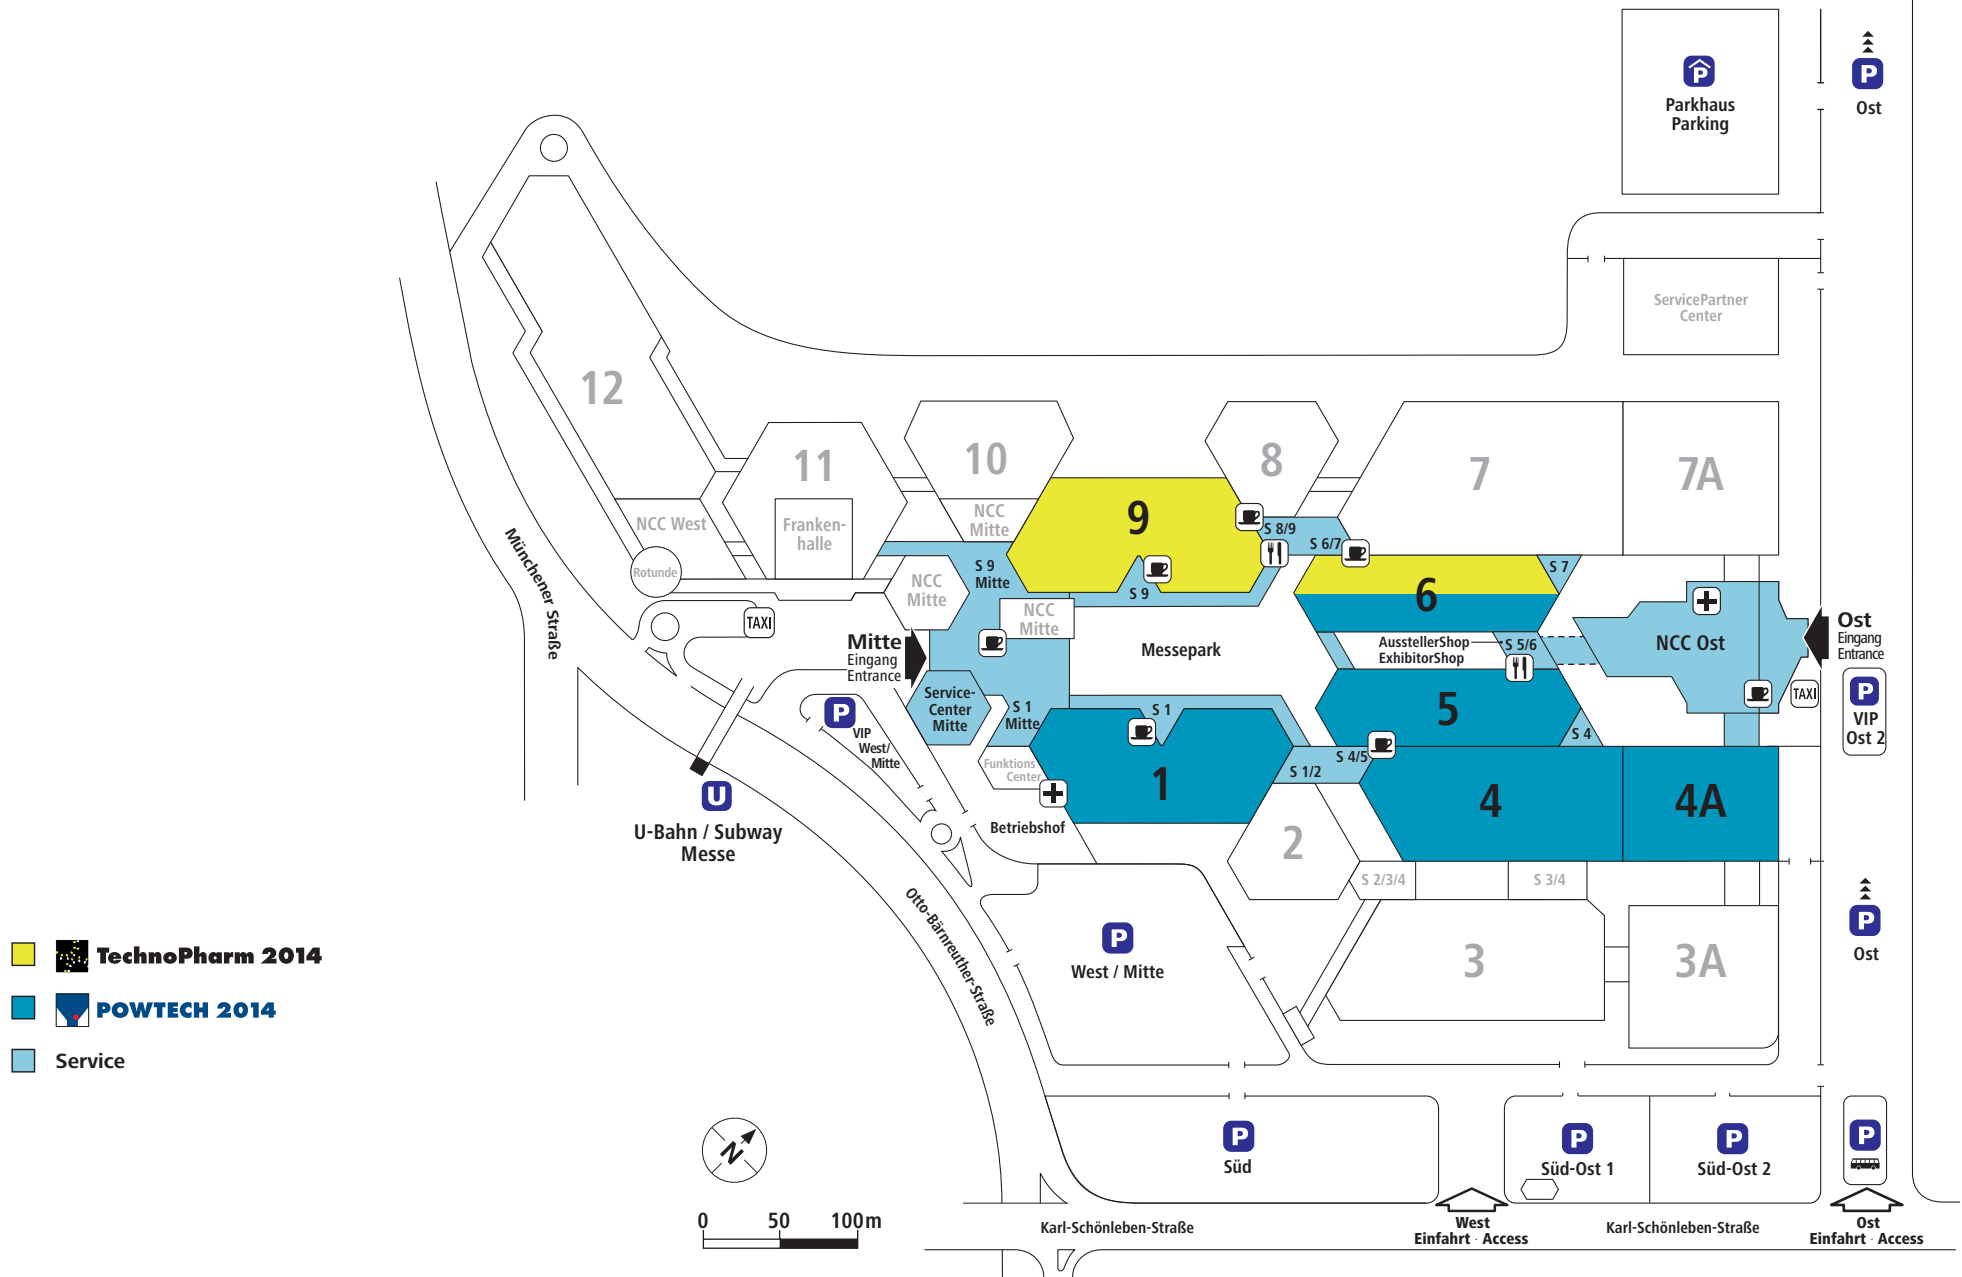 P
Parkhaus
Parking
P
Ost
ServicePartner
Center
12
11
10
8
7
7A
NCC West
Franken-
halle
NCC
Mitte
9
S 8/9
S 6/7
Rotunde
NCC
Mitte
S 9
Mitte
S 9
6
S 7
NCC
Mitte
TAXI
Münchener Straße
Mitte
Eingang
Entrance
Messepark
AusstellerShop
ExhibitorShop
S 5/6
NCC Ost
Ost
Eingang
Entrance
Service-
Center
Mitte
S 1
Mitte
S 1
5
S 4
TAXI
P
VIP
Ost 2
P
VIP
West/
Mitte
Funktions
Center
S 1/2
S 4/5
1
4
4A
U
U-Bahn / Subway
Messe
Betriebshof
2
S 2/3/4
S 3/4
Otto-Bärnreuther-Straße
P
West / Mitte
3
3A
P
Ost
TechnoPharm 2014
POWTECH 2014
Service
N
0 50 100m
P
Süd
P
Süd-Ost 1
P
Süd-Ost 2
P
Karl-Schönleben-Straße
West
Einfahrt · Access
Karl-Schönleben-Straße
Ost
Einfahrt · Access